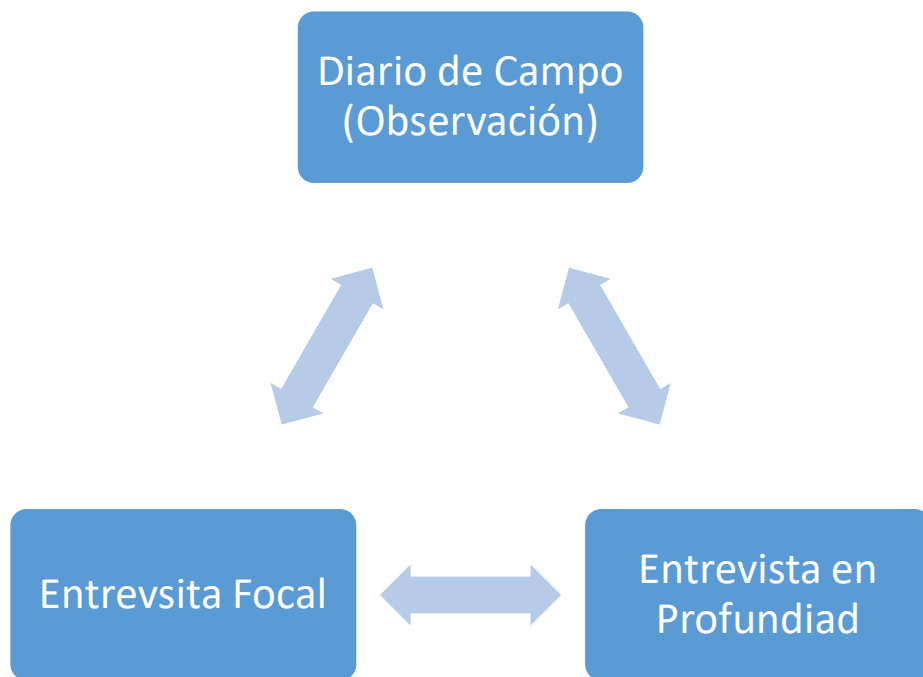 Diario de Campo
(Observación)
Entrevsita Focal
Entrevista en
Profundiad